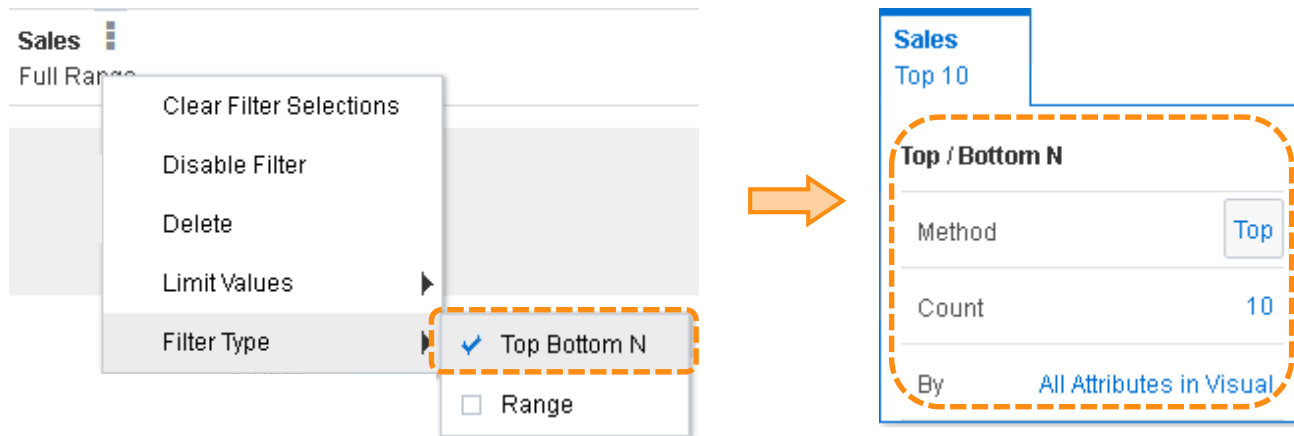 Sales
Full Range
Clear Filter Selections
Disable Filter
Delete
Limit Values
Filter Type
Top Bottom N
Range
Sales
Top 10
Top / Bottom N
Method Top
Count 10
By All Attributes in Visual